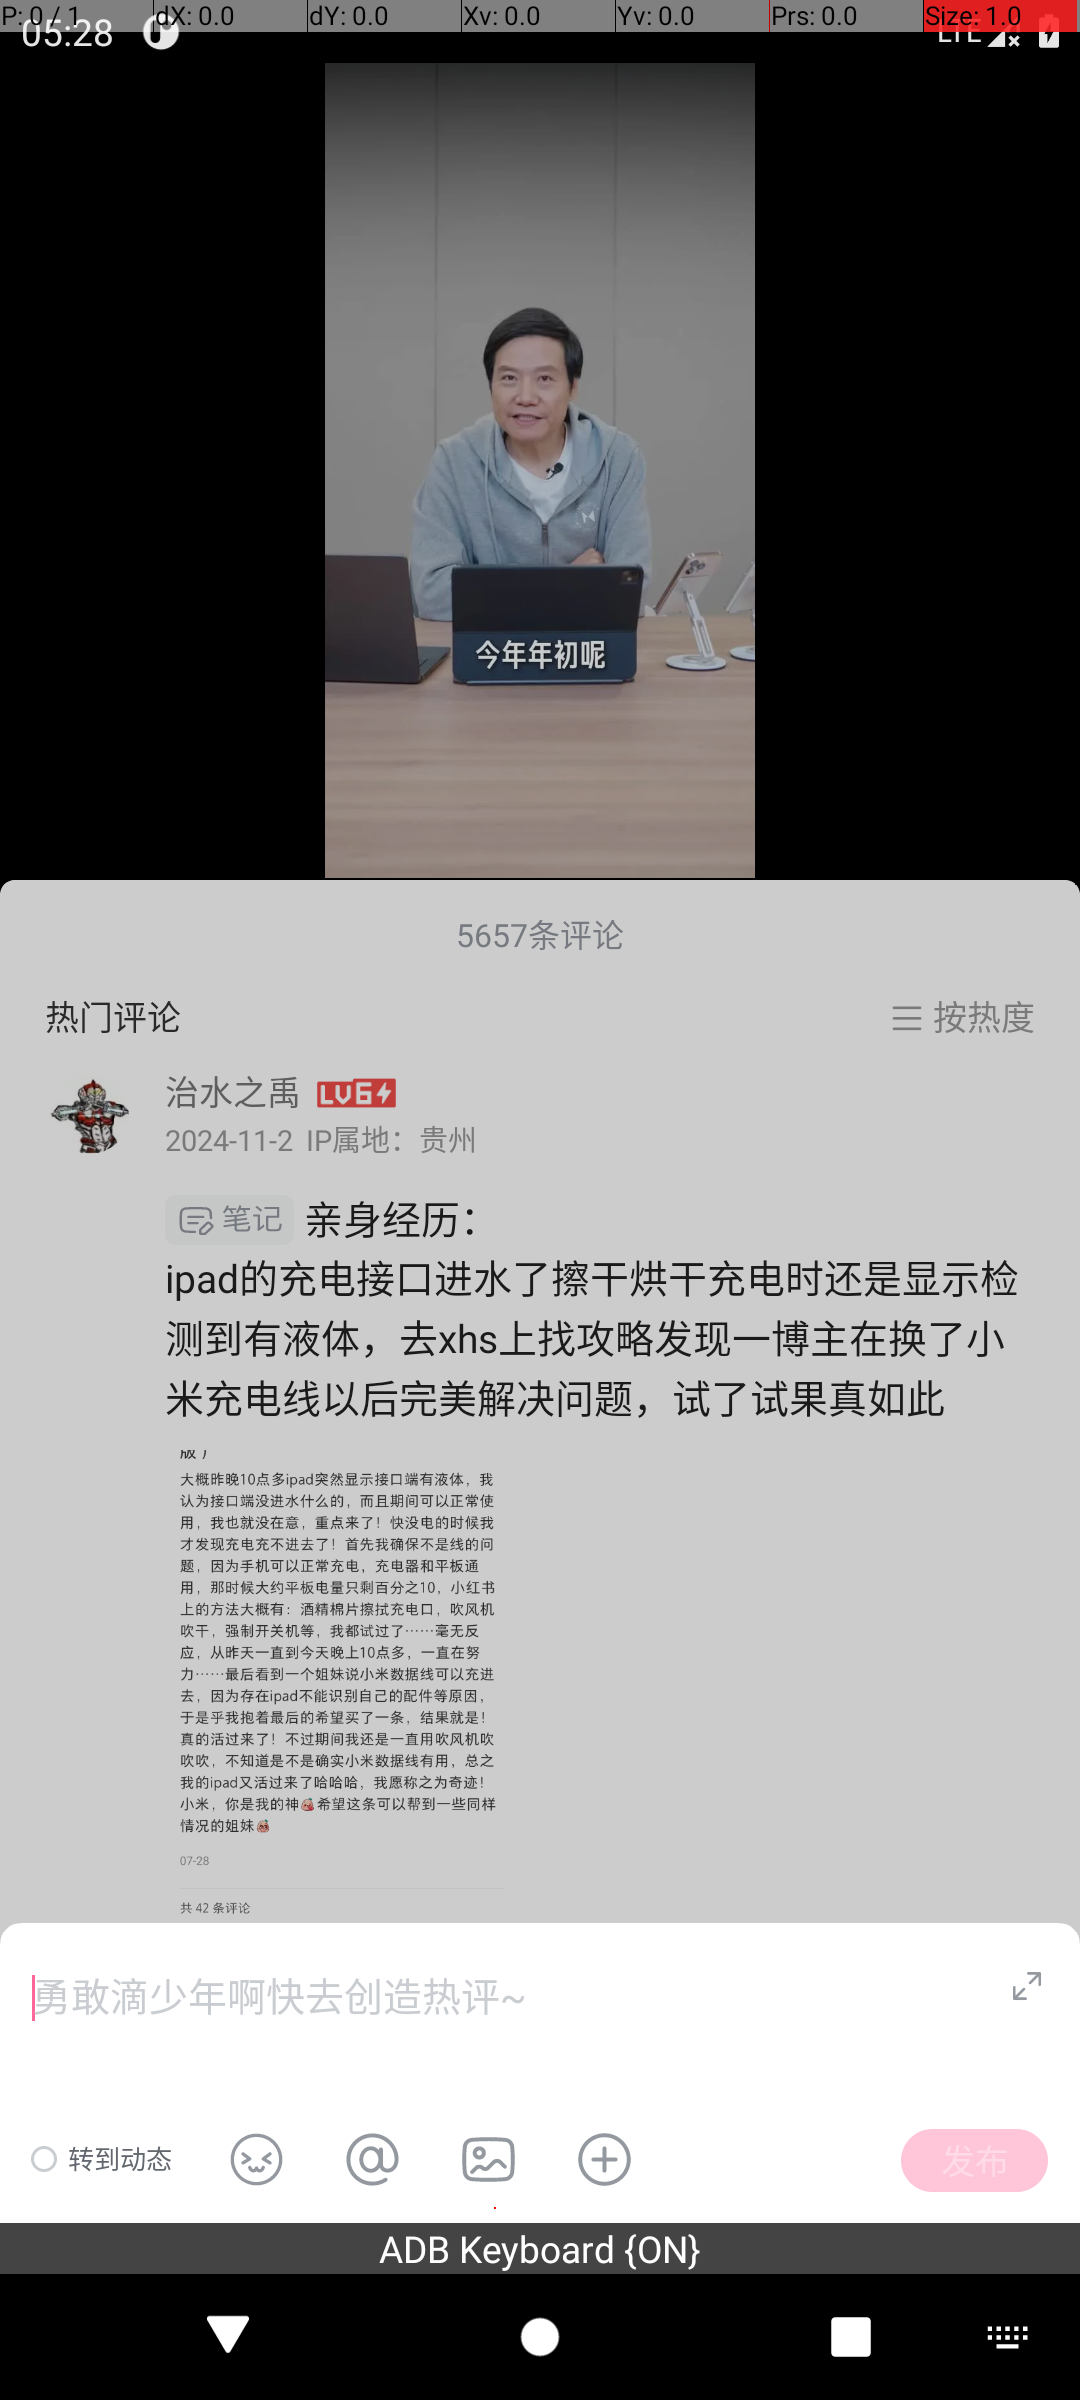 P: 0 / 1 dX: 0.0 dY: 0.0 Xv: 0.0 Yv: 0.0 Prs: 0.0 Size: 1.0
05:28 LTE
今年年初呢
5657条评论
热门评论 按热度
治水之禹 LV6
2024-11-2 IP属地：贵州
笔记 亲身经历：
ipad的充电接口进水了擦干烘干充电时还是显示检
测到有液体，去xhs上找攻略发现一博主在换了小
米充电线以后完美解决问题，试了试果真如此
大概昨晚10点多ipad突然显示接口端有液体，我
认为接口端没进水什么的，而且期间可以正常使
用，我也就没在意，重点来了！快没电的时候我
才发现充电充不进去了！首先我确保不是线的问
题，因为手机可以正常充电，充电器和平板通
用，那时候大约平板电量只剩百分之10，小红书
上的方法大概有：酒精棉片擦拭充电口，吹风机
吹干，强制开关机等，我都试过了……毫无反
应，从昨天一直到今天晚上10点多，一直在努
力……最后看到一个姐妹说小米数据线可以充进
去，因为存在ipad不能识别自己的配件等原因，
于是乎我抱着最后的希望买了一条，结果就是！
真的活过来了！不过期间我还是一直用吹风机吹
吹吹，不知道是不是确实小米数据线有用，总之
我的ipad又活过来了哈哈哈，我愿称之为奇迹！
小米，你是我的神希望这条可以帮到一些同样
情况的姐妹
07-28
共 42 条评论
勇敢滴少年啊快去创造热评~
转到动态 发布
ADB Keyboard {ON}